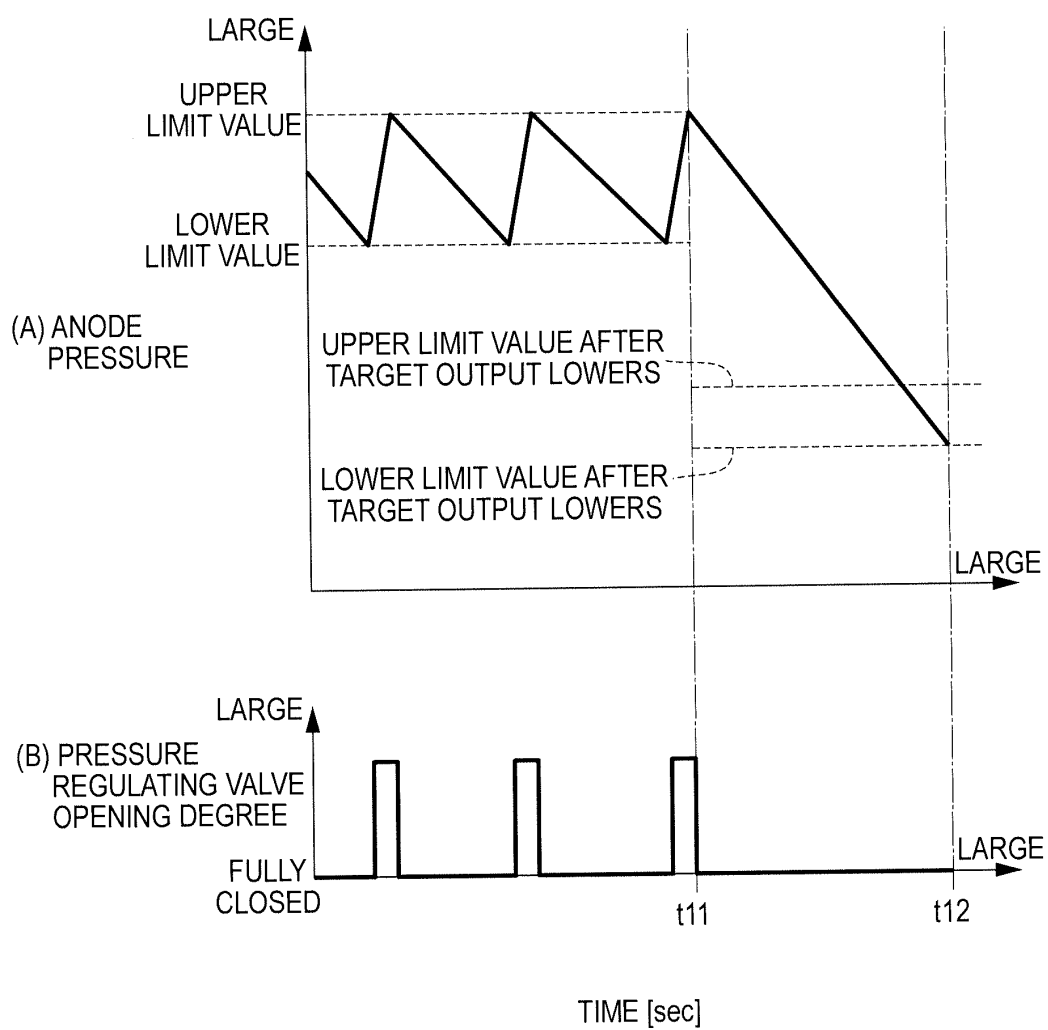 LARGE
UPPER
LIMIT VALUE
LOWER
LIMIT VALUE
(A) ANODE
PRESSURE
UPPER LIMIT VALUE AFTER
TARGET OUTPUT LOWERS
LOWER LIMIT VALUE AFTER
TARGET OUTPUT LOWERS
LARGE
LARGE
(B) PRESSURE
REGULATING VALVE
OPENING DEGREE
FULLY
CLOSED
LARGE
t11
t12
TIME [sec]